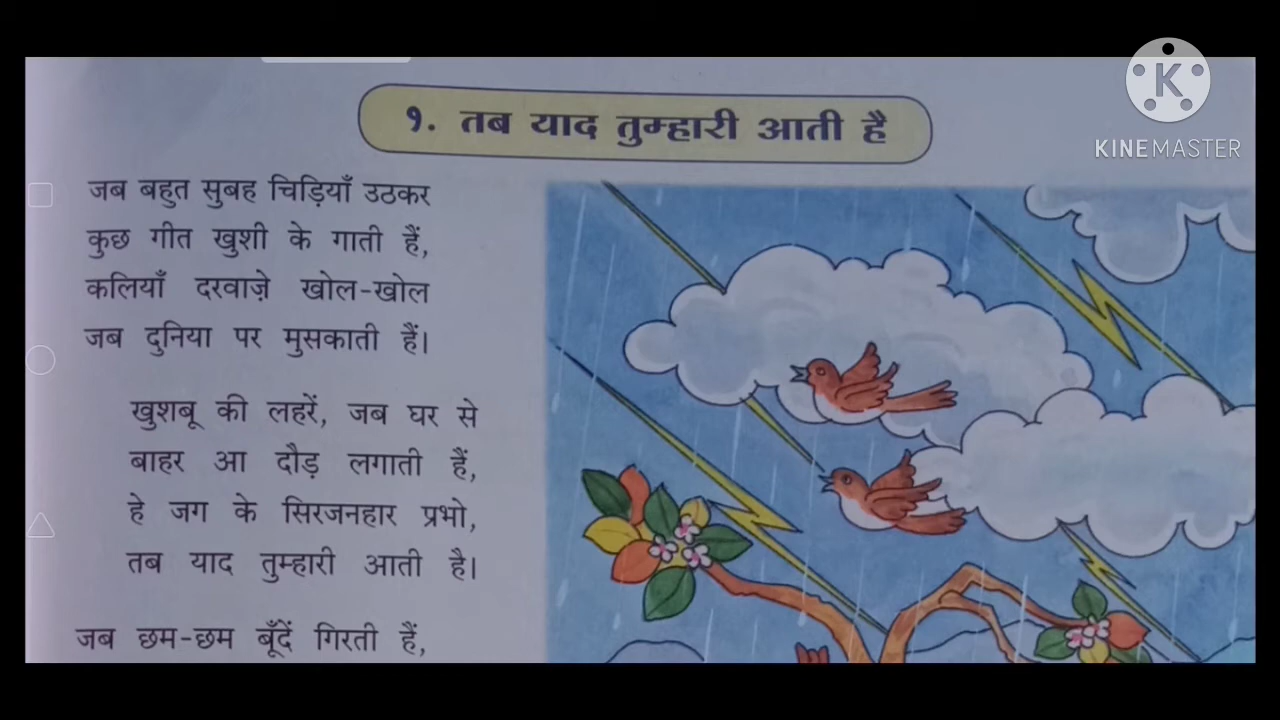 १. तब याद तुम्हारी आती है
जब बहुत सुबह चिड़ियाँ उठकर
कुछ गीत खुशी के गाती हैं,
कलियाँ दरवाज़े खोल-खोल
जब दुनिया पर मुसकाती हैं।
खुशबू की लहरें, जब घर से
बाहर आ दौड़ लगाती हैं,
हे जग के सिरजनहार प्रभो,
तब याद तुम्हारी आती है।
जब छम-छम बूँदें गिरती हैं,
K
KINEMASTER